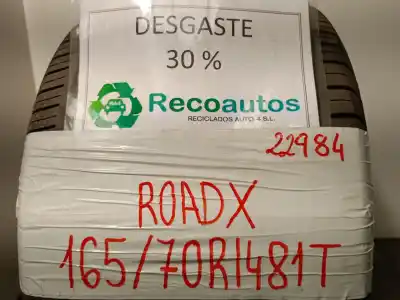 DESGASTE
30 %
Recoautos
RECICLADOS AUTO 4 S.L.
22984
ROADX
165/70R1481T